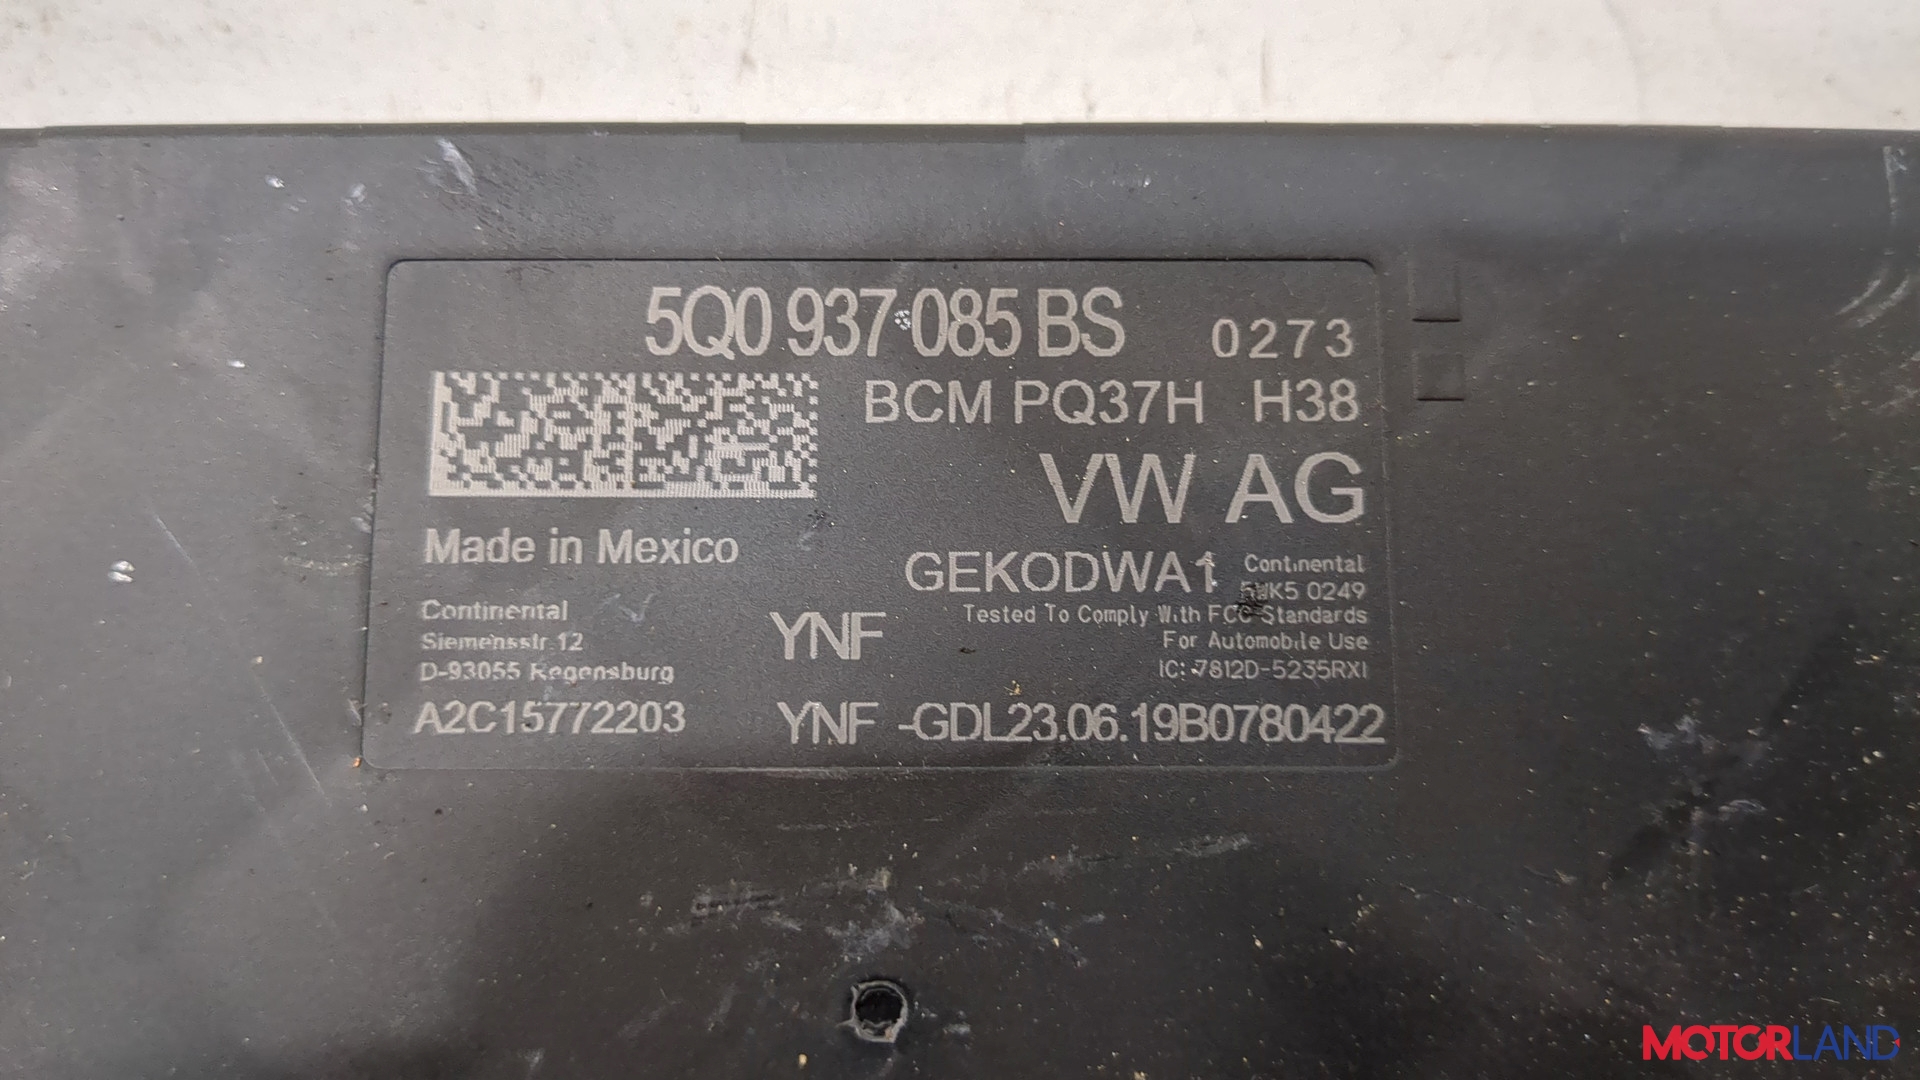 5Q0 937 085 BS 0273
BCM PQ37H H38
VW AG
Made in Mexico
GEKODWA1
Continental
5WK5 0249
Tested To Comply With FCC Standards
For Automobile Use
IC: 7812D-5235RXI
Continental
Siemensstr.12
D-93055 Regensburg
YNF
A2C15772203
YNF -GDL23.06.19B0780422
MOTORLAND